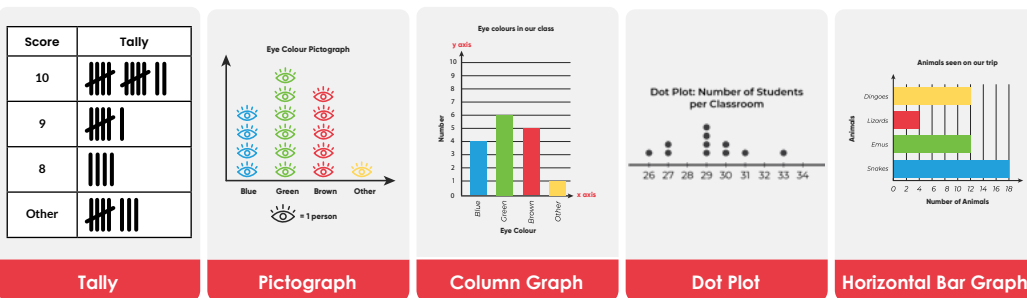 Score Tally
10
9
8
Other
Tally
Eye Colour Pictograph
Blue Green Brown Other
= 1 person
Pictograph
Eye colours in our class
y axis
10
9
8
7
6
5
4
3
2
1
0
Number
x axis
Blue Green Brown Other
Eye Colour
Column Graph
Dot Plot: Number of Students
per Classroom
26 27 28 29 30 31 32 33 34
Dot Plot
Animals seen on our trip
Animals
Dingoes
Lizards
Emus
Snakes
0 2 4 6 8 10 12 14 16 18
Number of Animals
Horizontal Bar Graph